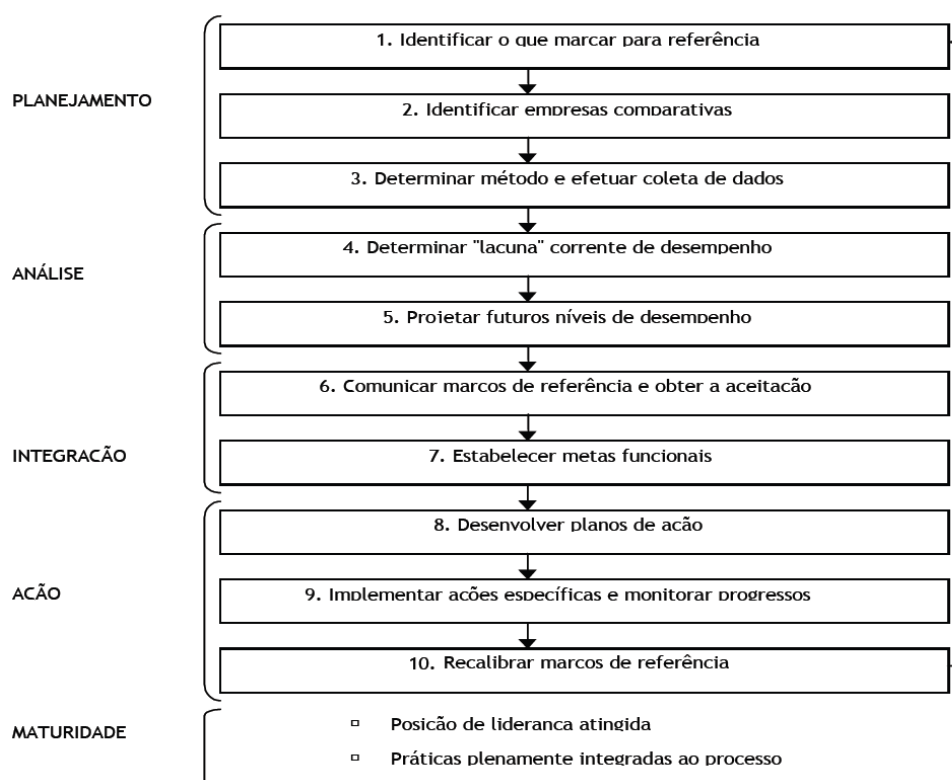 1. Identificar o que marcar para referência
PLANEJAMENTO
2. Identificar empresas comparativas
3. Determinar método e efetuar coleta de dados
4. Determinar "lacuna" corrente de desempenho
ANÁLISE
5. Projetar futuros níveis de desempenho
6. Comunicar marcos de referência e obter a aceitação
INTEGRAÇÃO
7. Estabelecer metas funcionais
8. Desenvolver planos de ação
AÇÃO
9. Implementar ações específicas e monitorar progressos
10. Recalibrar marcos de referência
MATURIDADE
▫ Posição de liderança atingida
▫ Práticas plenamente integradas ao processo